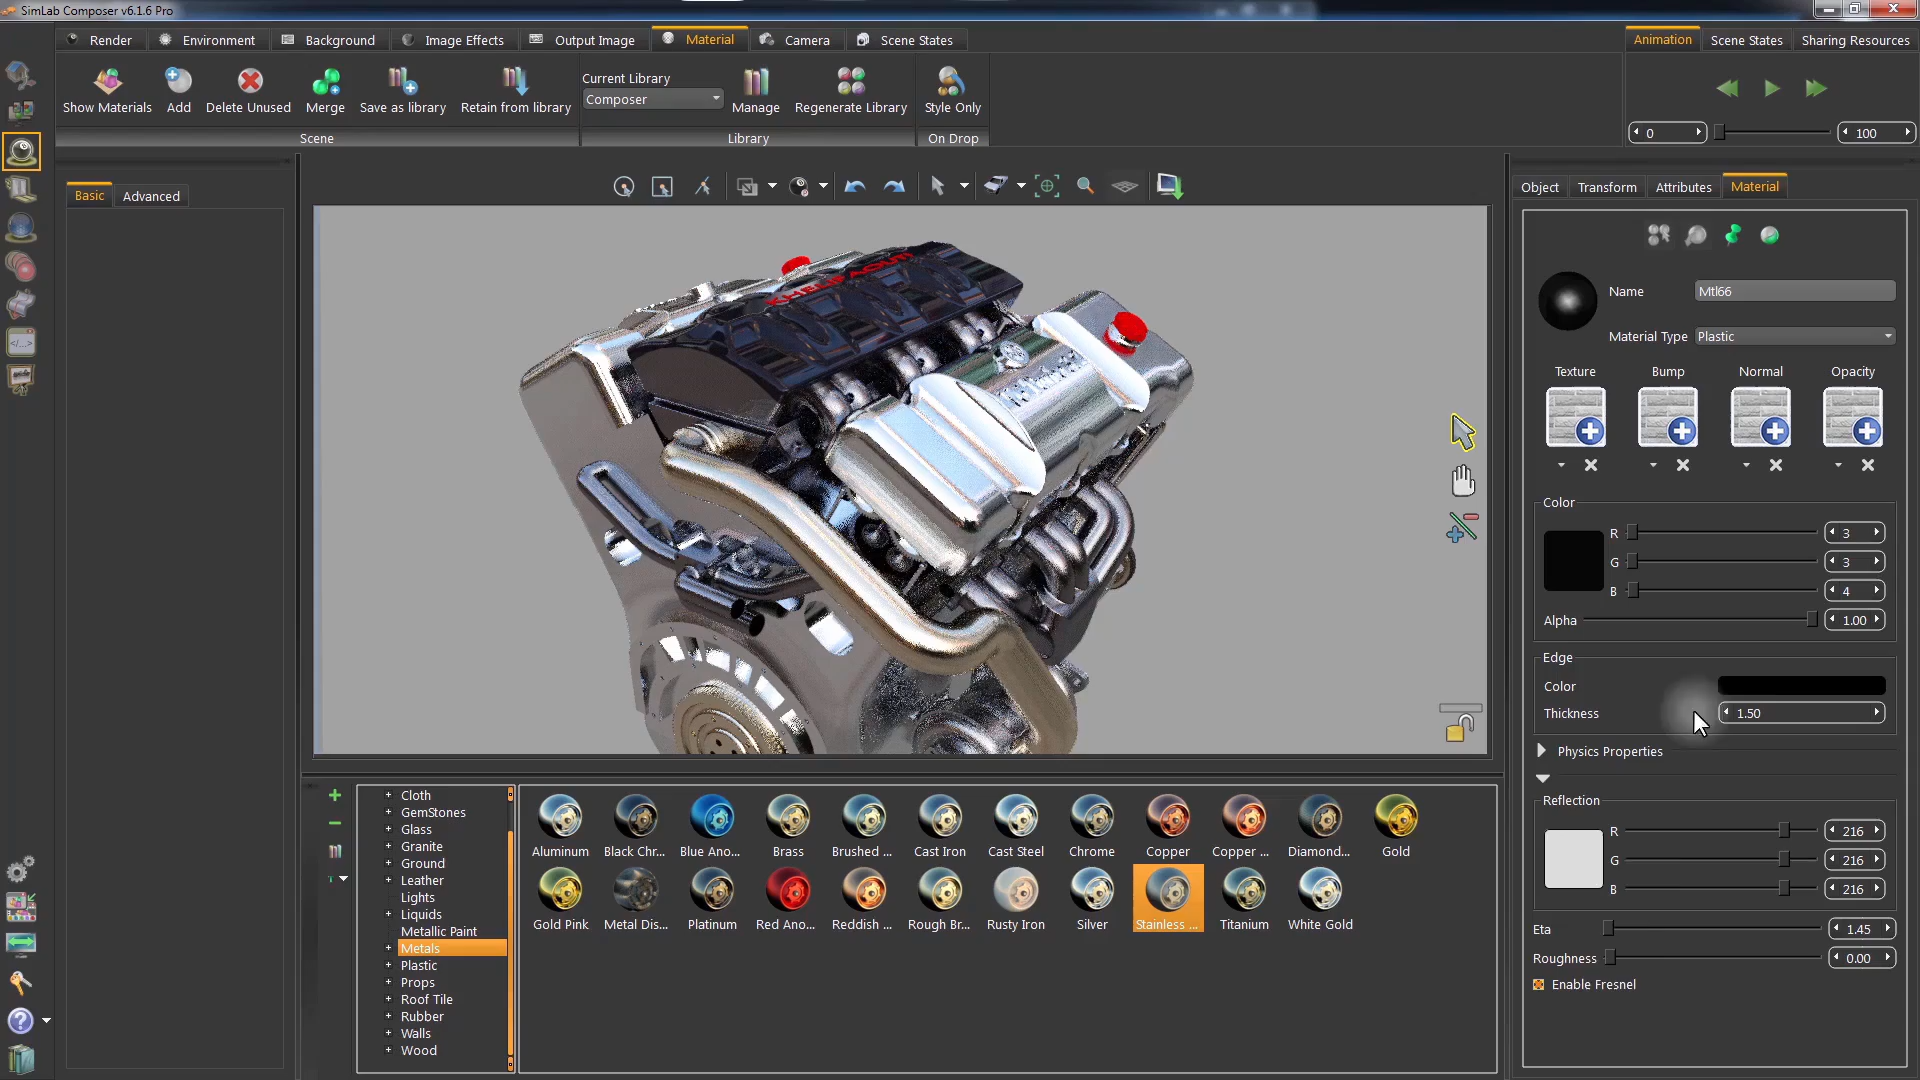 SimLab Composer v6.1.6 Pro
Render
Environment
Background
Image Effects
Output Image
Material
Camera
Scene States
Animation
Scene States
Sharing Resources
Show Materials
Add
Delete Unused
Merge
Save as library
Retain from library
Current Library
Composer
Manage
Regenerate Library
Style Only
Scene
Library
On Drop
0
100
Basic
Advanced
Object
Transform
Attributes
Material
KHELIF AOUTI
Name
Mtl66
Material Type
Plastic
Texture
Bump
Normal
Opacity
Color
R
3
G
3
B
4
Alpha
1.00
Edge
Color
Thickness
1.50
Physics Properties
Reflection
R
216
G
216
B
216
Eta
1.45
Roughness
0.00
Enable Fresnel
Cloth
GemStones
Glass
Granite
Ground
Leather
Lights
Liquids
Metallic Paint
Metals
Plastic
Props
Roof Tile
Rubber
Walls
Wood
Aluminum
Black Chr...
Blue Ano...
Brass
Brushed ...
Cast Iron
Cast Steel
Chrome
Copper
Copper ...
Diamond...
Gold
Gold Pink
Metal Dis...
Platinum
Red Ano...
Reddish ...
Rough Br...
Rusty Iron
Silver
Stainless ...
Titanium
White Gold